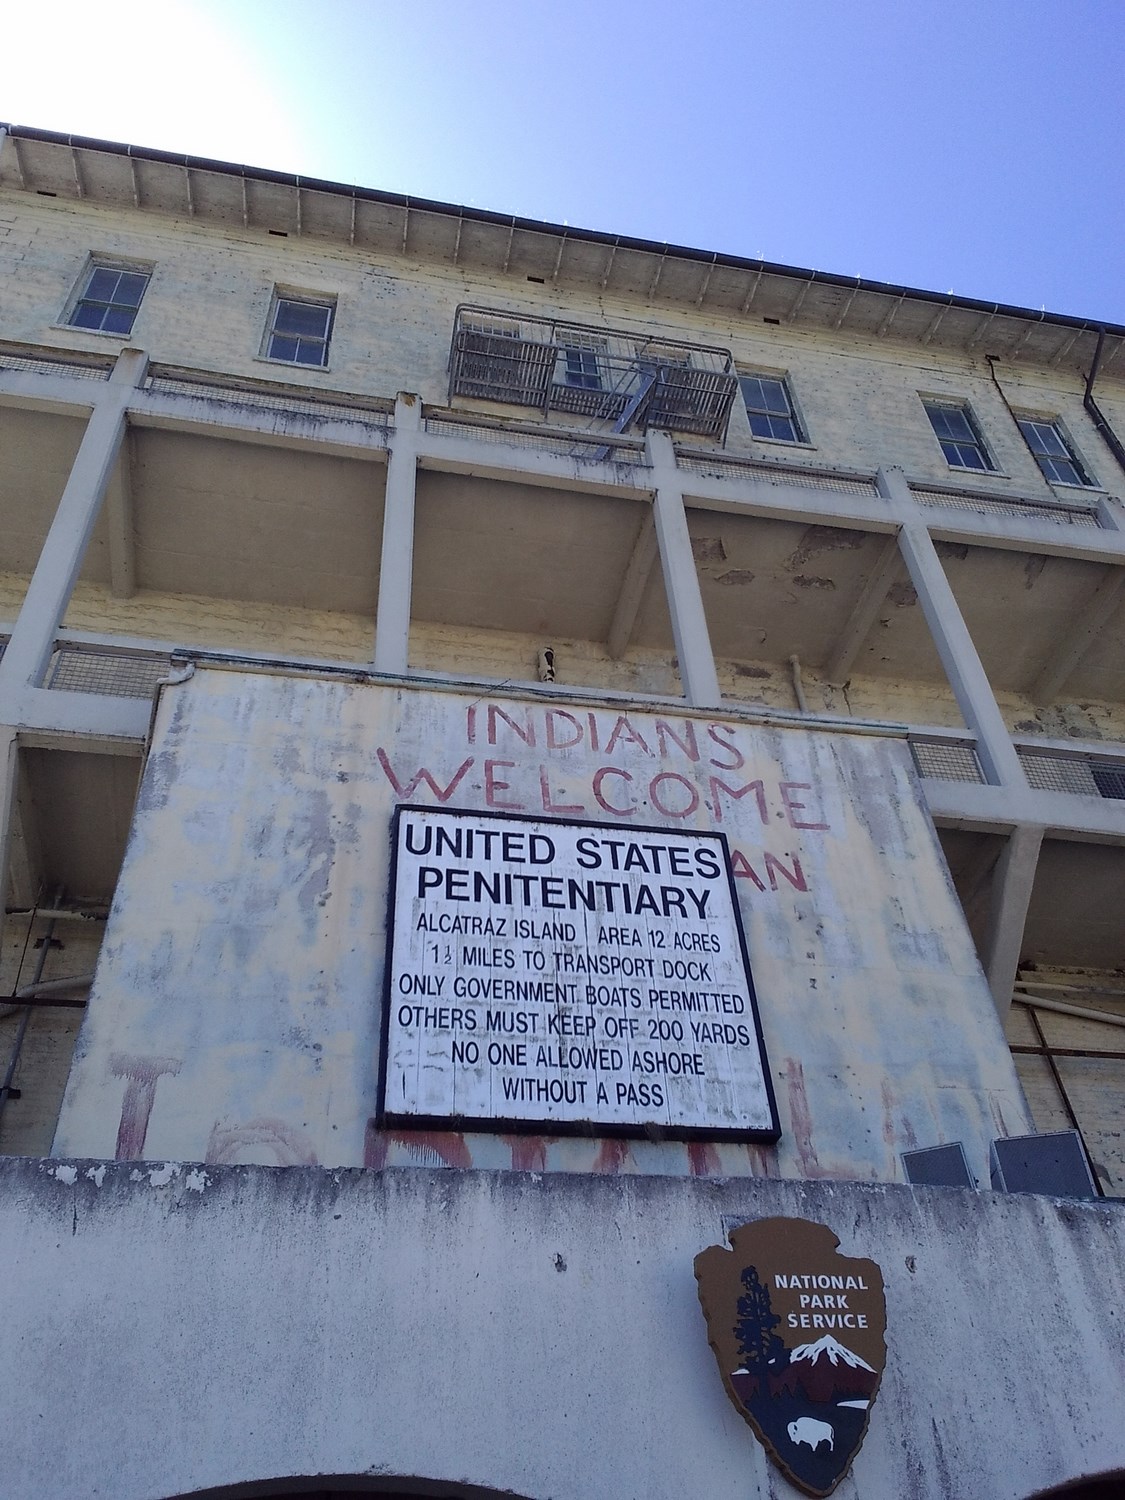 INDIANS
WELCOME
UNITED STATES
PENITENTIARY
ALCATRAZ ISLAND AREA 12 ACRES
1½ MILES TO TRANSPORT DOCK
ONLY GOVERNMENT BOATS PERMITTED
OTHERS MUST KEEP OFF 200 YARDS
NO ONE ALLOWED ASHORE
WITHOUT A PASS
NATIONAL
PARK
SERVICE